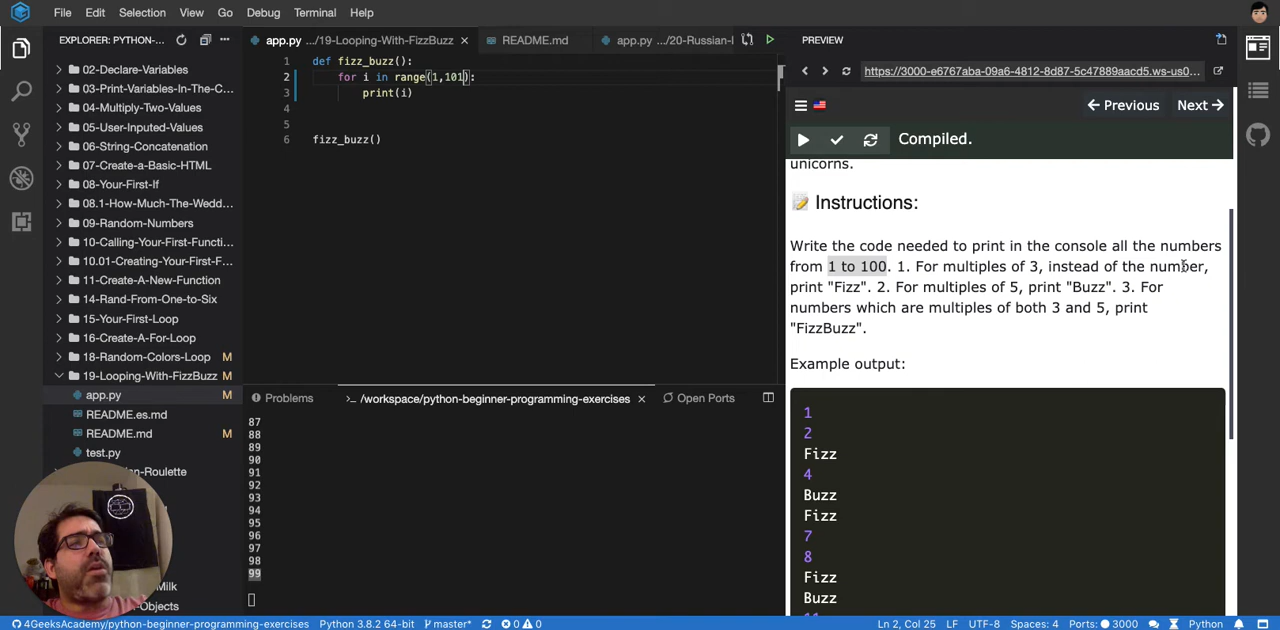 File Edit Selection View Go Debug Terminal Help
EXPLORER: PYTHON-...
app.py .../19-Looping-With-FizzBuzz
README.md
app.py .../20-Russian-
PREVIEW
02-Declare-Variables
03-Print-Variables-In-The-C...
04-Multiply-Two-Values
05-User-Inputed-Values
06-String-Concatenation
07-Create-a-Basic-HTML
08-Your-First-If
08.1-How-Much-The-Wedd...
09-Random-Numbers
10-Calling-Your-First-Functi...
10.01-Creating-Your-First-F...
11-Create-A-New-Function
14-Rand-From-One-to-Six
15-Your-First-Loop
16-Create-A-For-Loop
18-Random-Colors-Loop M
19-Looping-With-FizzBuzz M
app.py M
README.es.md
README.md M
test.py
-Roulette
Milk
-Objects
1 def fizz_buzz():
2 for i in range(1,101):
3 print(i)
4
5
6 fizz_buzz()
Problems
/workspace/python-beginner-programming-exercises
Open Ports
87
88
89
90
91
92
93
94
95
96
97
98
99
https://3000-e6767aba-09a6-4812-8d87-5c47889aacd5.ws-us0...
Previous Next
Compiled.
unicorns.
Instructions:
Write the code needed to print in the console all the numbers
from 1 to 100. 1. For multiples of 3, instead of the number,
print "Fizz". 2. For multiples of 5, print "Buzz". 3. For
numbers which are multiples of both 3 and 5, print
"FizzBuzz".
Example output:
1
2
Fizz
4
Buzz
Fizz
7
8
Fizz
Buzz
11
4GeeksAcademy/python-beginner-programming-exercises Python 3.8.2 64-bit master* 0 0 Ln 2, Col 25 LF UTF-8 Spaces: 4 Ports: 3000 Python